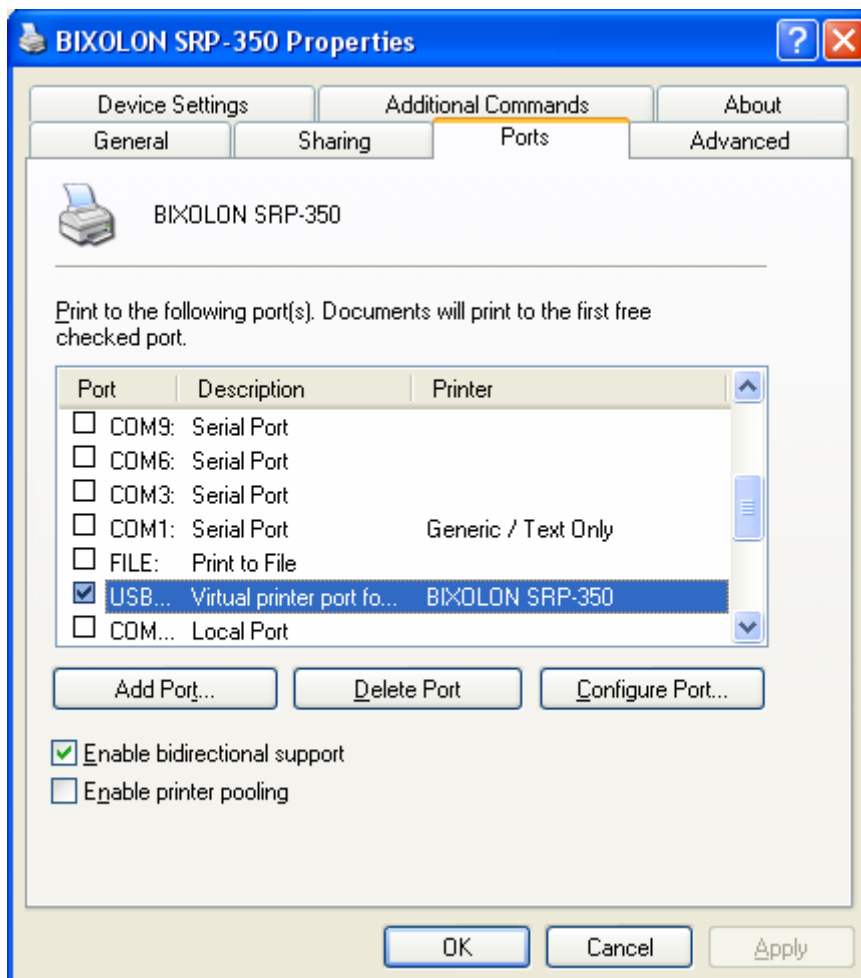 BIXOLON SRP-350 Properties
Device Settings Additional Commands About
General Sharing Ports Advanced
BIXOLON SRP-350
Print to the following port(s). Documents will print to the first free
checked port.
Port Description Printer
COM9: Serial Port
COM6: Serial Port
COM3: Serial Port
COM1: Serial Port Generic / Text Only
FILE: Print to File
USB... Virtual printer port fo... BIXOLON SRP-350
COM... Local Port
Add Port... Delete Port Configure Port...
Enable bidirectional support
Enable printer pooling
OK Cancel Apply